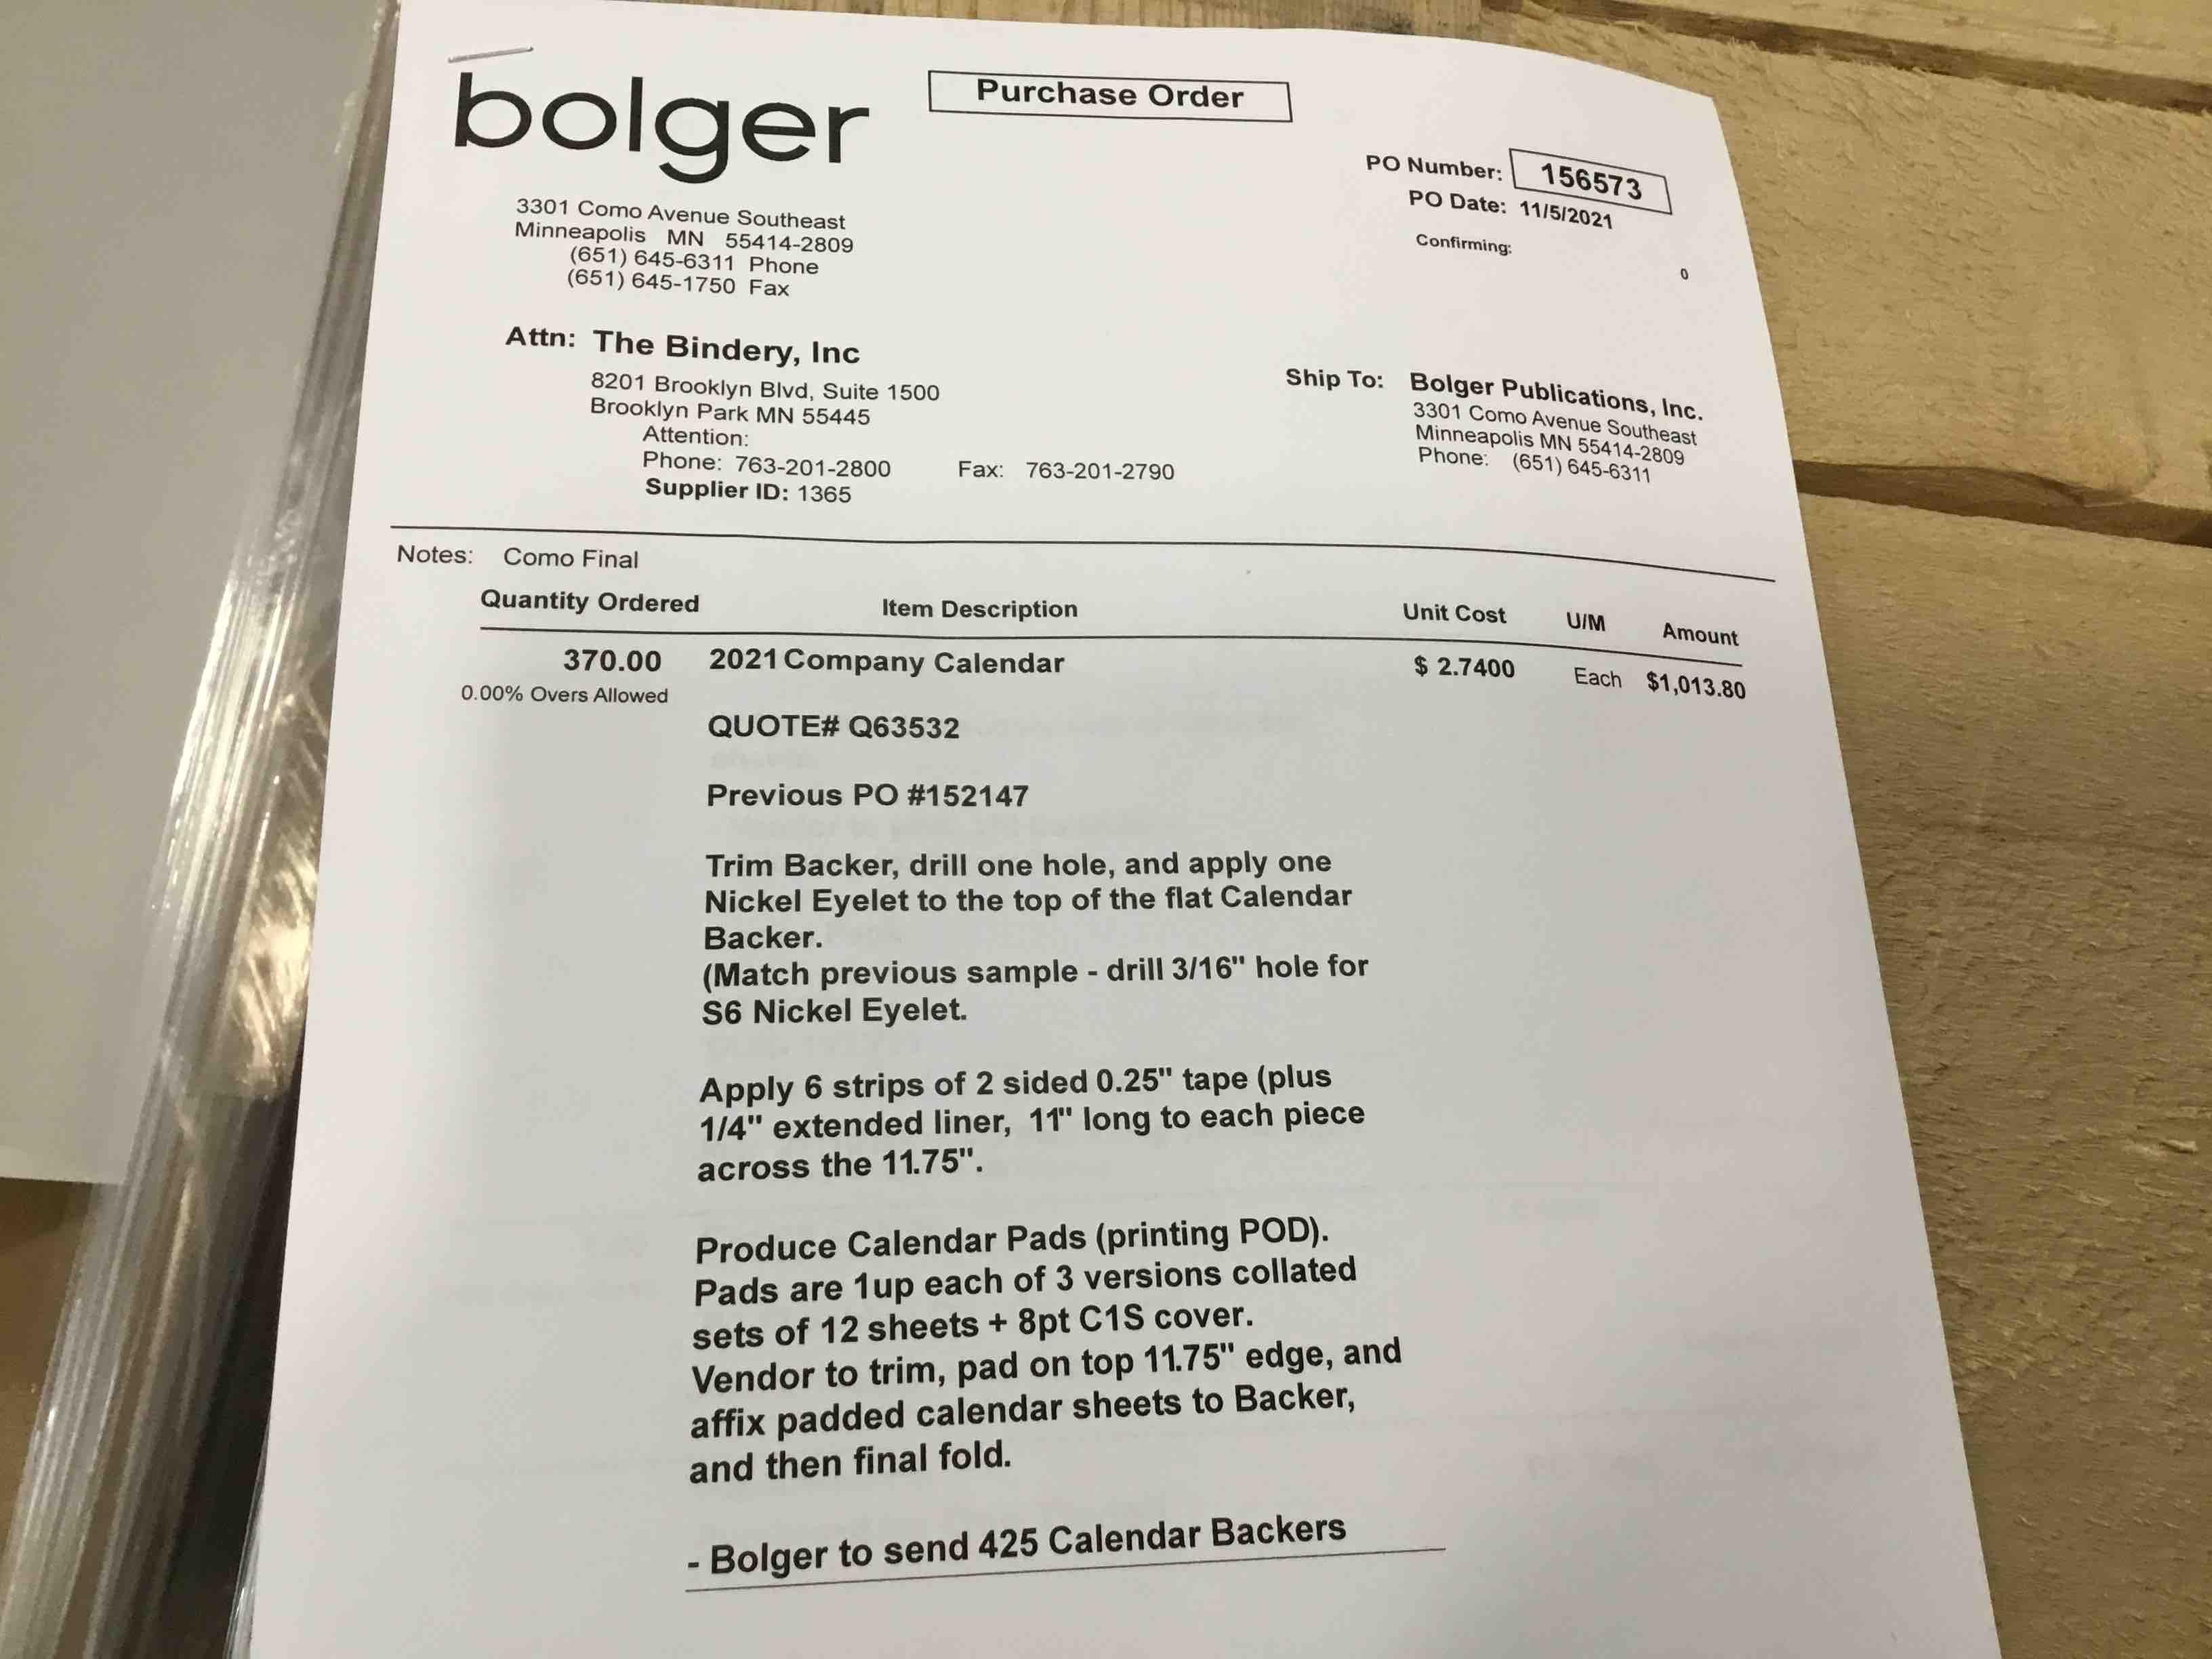 bolger
Purchase Order
PO Number: 156573
PO Date: 11/5/2021
Confirming:
0
3301 Como Avenue Southeast
Minneapolis MN 55414-2809
(651) 645-6311 Phone
(651) 645-1750 Fax
Attn: The Bindery, Inc
8201 Brooklyn Blvd, Suite 1500
Brooklyn Park MN 55445
Attention:
Phone: 763-201-2800 Fax: 763-201-2790
Supplier ID: 1365
Ship To: Bolger Publications, Inc.
3301 Como Avenue Southeast
Minneapolis MN 55414-2809
Phone: (651) 645-6311
Notes: Como Final
Quantity Ordered Item Description Unit Cost U/M Amount
370.00 2021 Company Calendar $ 2.7400 Each $1,013.80
0.00% Overs Allowed
QUOTE# Q63532
Previous PO #152147
Trim Backer, drill one hole, and apply one
Nickel Eyelet to the top of the flat Calendar
Backer.
(Match previous sample - drill 3/16" hole for
S6 Nickel Eyelet.
Apply 6 strips of 2 sided 0.25" tape (plus
1/4" extended liner, 11" long to each piece
across the 11.75".
Produce Calendar Pads (printing POD).
Pads are 1up each of 3 versions collated
sets of 12 sheets + 8pt C1S cover.
Vendor to trim, pad on top 11.75" edge, and
affix padded calendar sheets to Backer,
and then final fold.
- Bolger to send 425 Calendar Backers